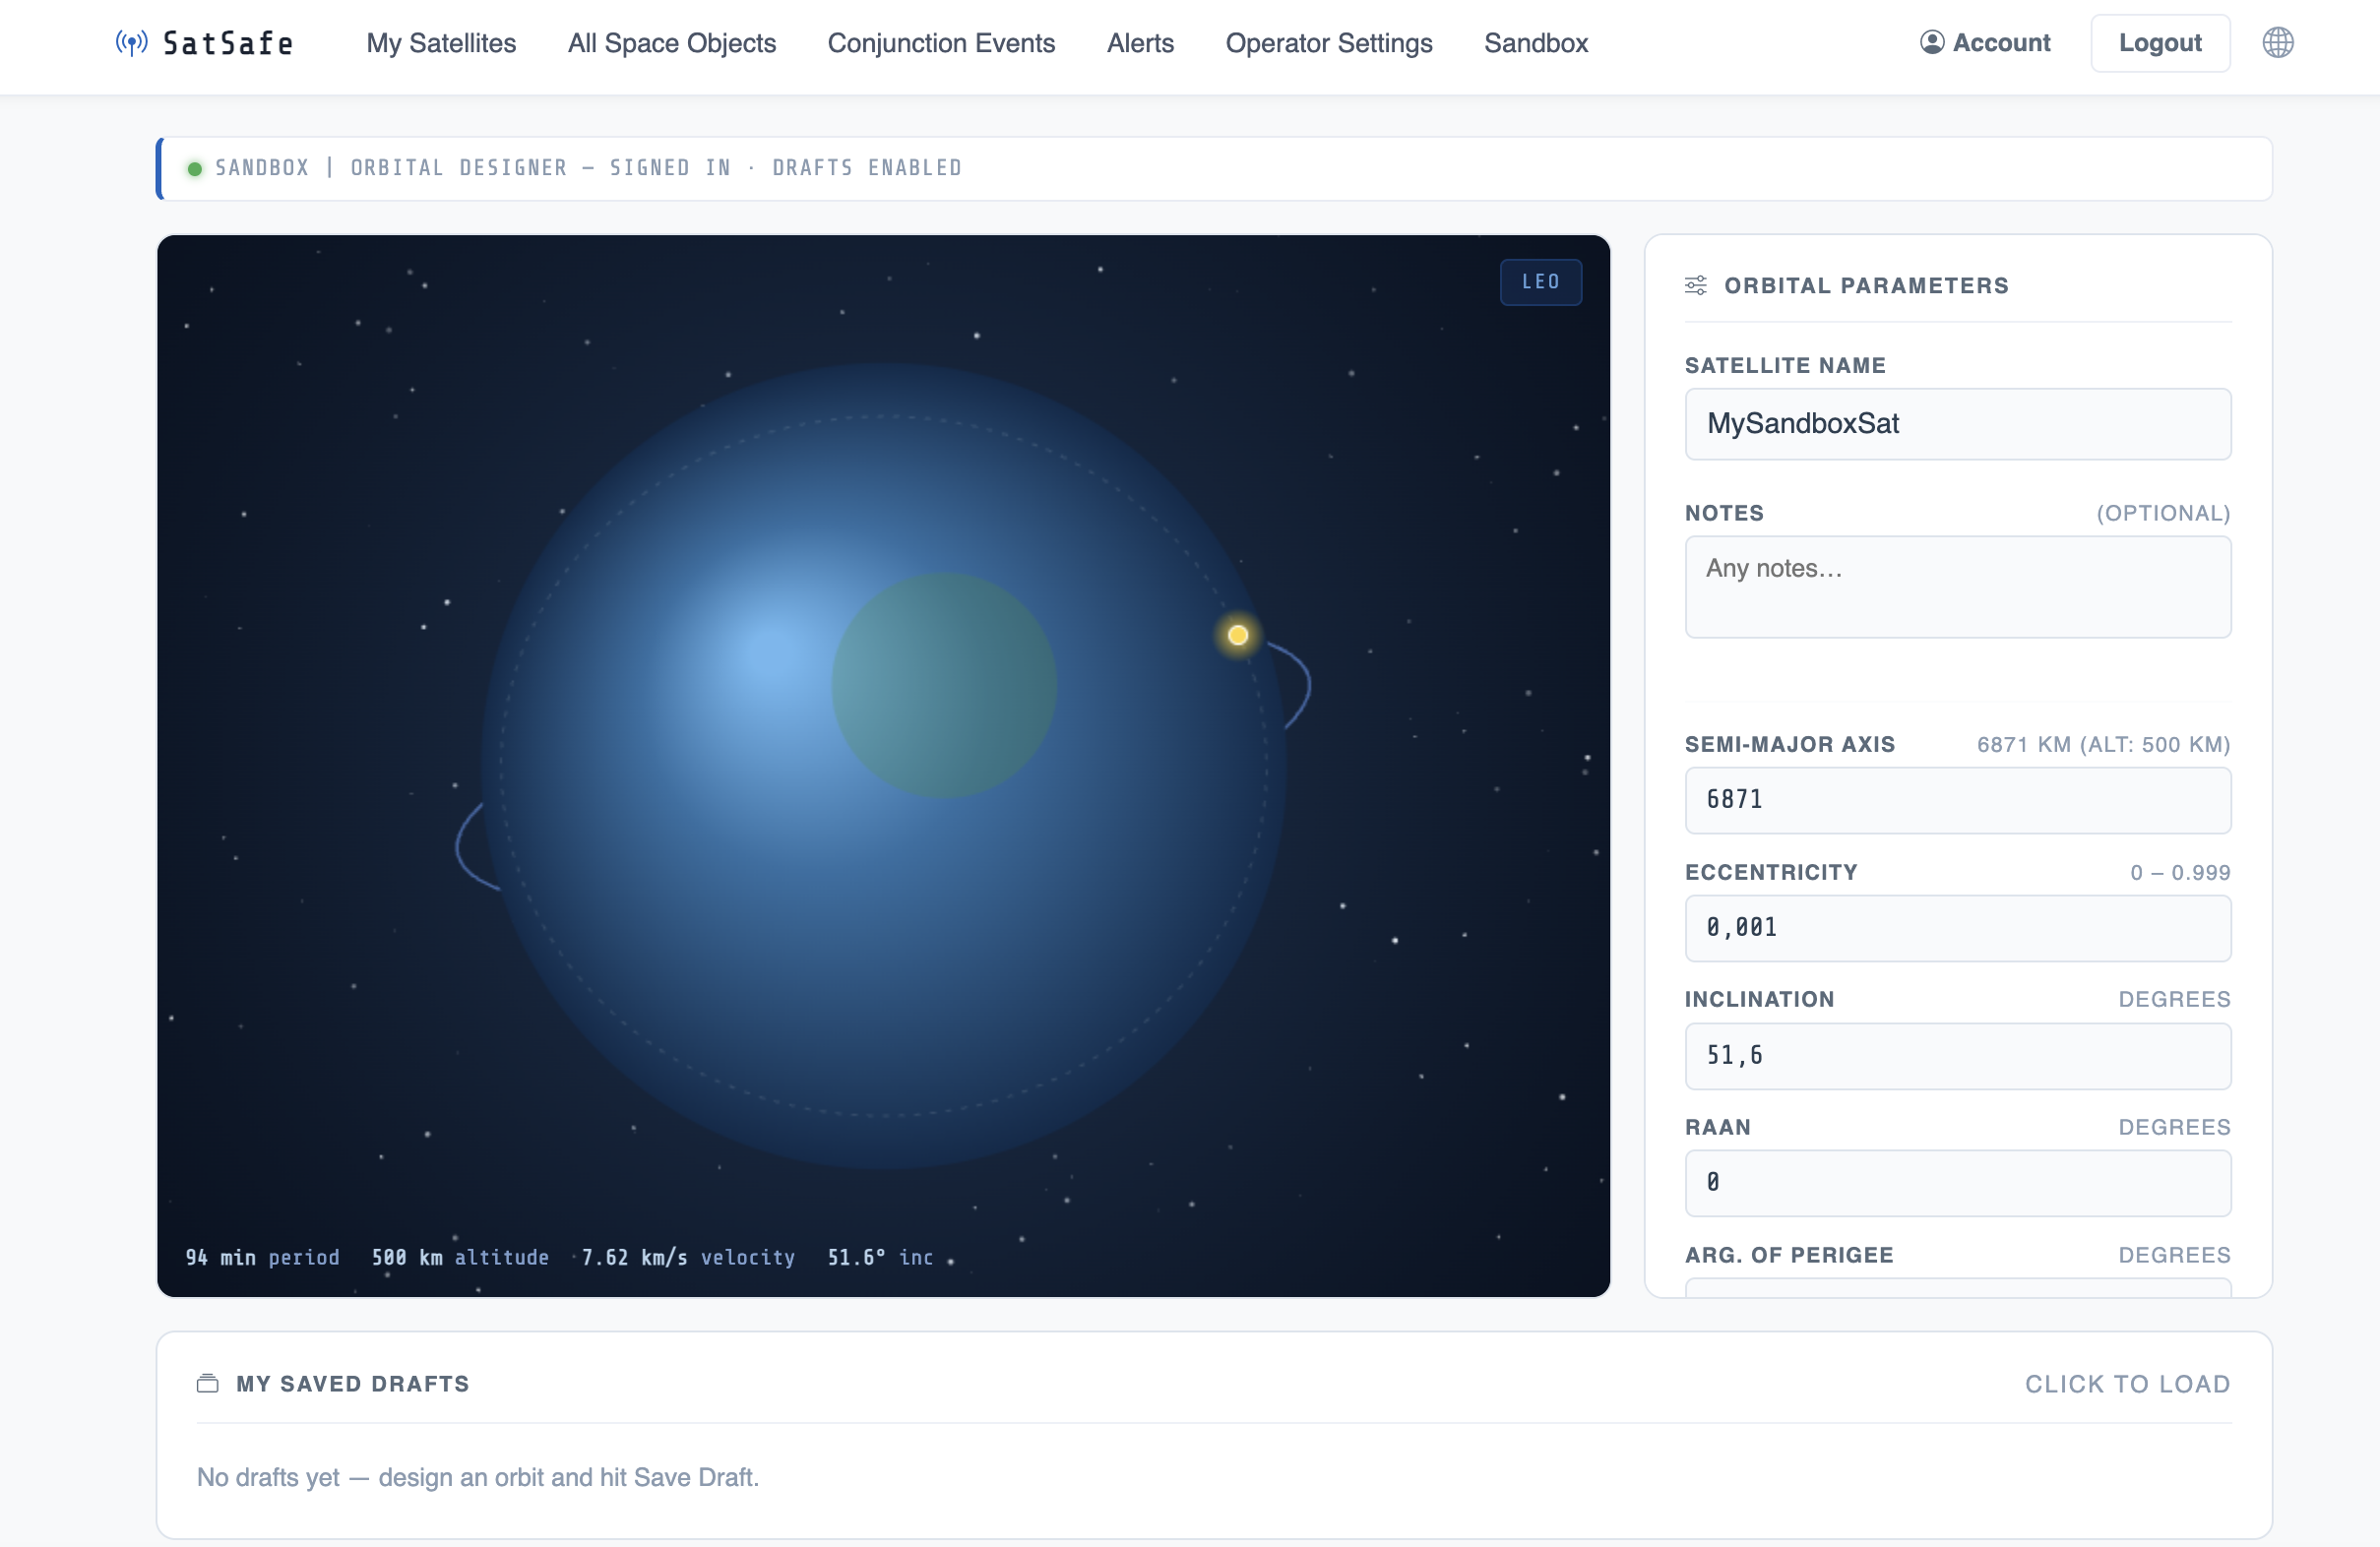 SatSafe My Satellites All Space Objects Conjunction Events Alerts Operator Settings Sandbox Account Logout
SANDBOX | ORBITAL DESIGNER — SIGNED IN · DRAFTS ENABLED
LEO
94 min period 500 km altitude 7.62 km/s velocity 51.6° inc
ORBITAL PARAMETERS
SATELLITE NAME
MySandboxSat
NOTES (OPTIONAL)
Any notes…
SEMI-MAJOR AXIS 6871 KM (ALT: 500 KM)
6871
ECCENTRICITY 0 – 0.999
0,001
INCLINATION DEGREES
51,6
RAAN DEGREES
0
ARG. OF PERIGEE DEGREES
MY SAVED DRAFTS CLICK TO LOAD
No drafts yet — design an orbit and hit Save Draft.